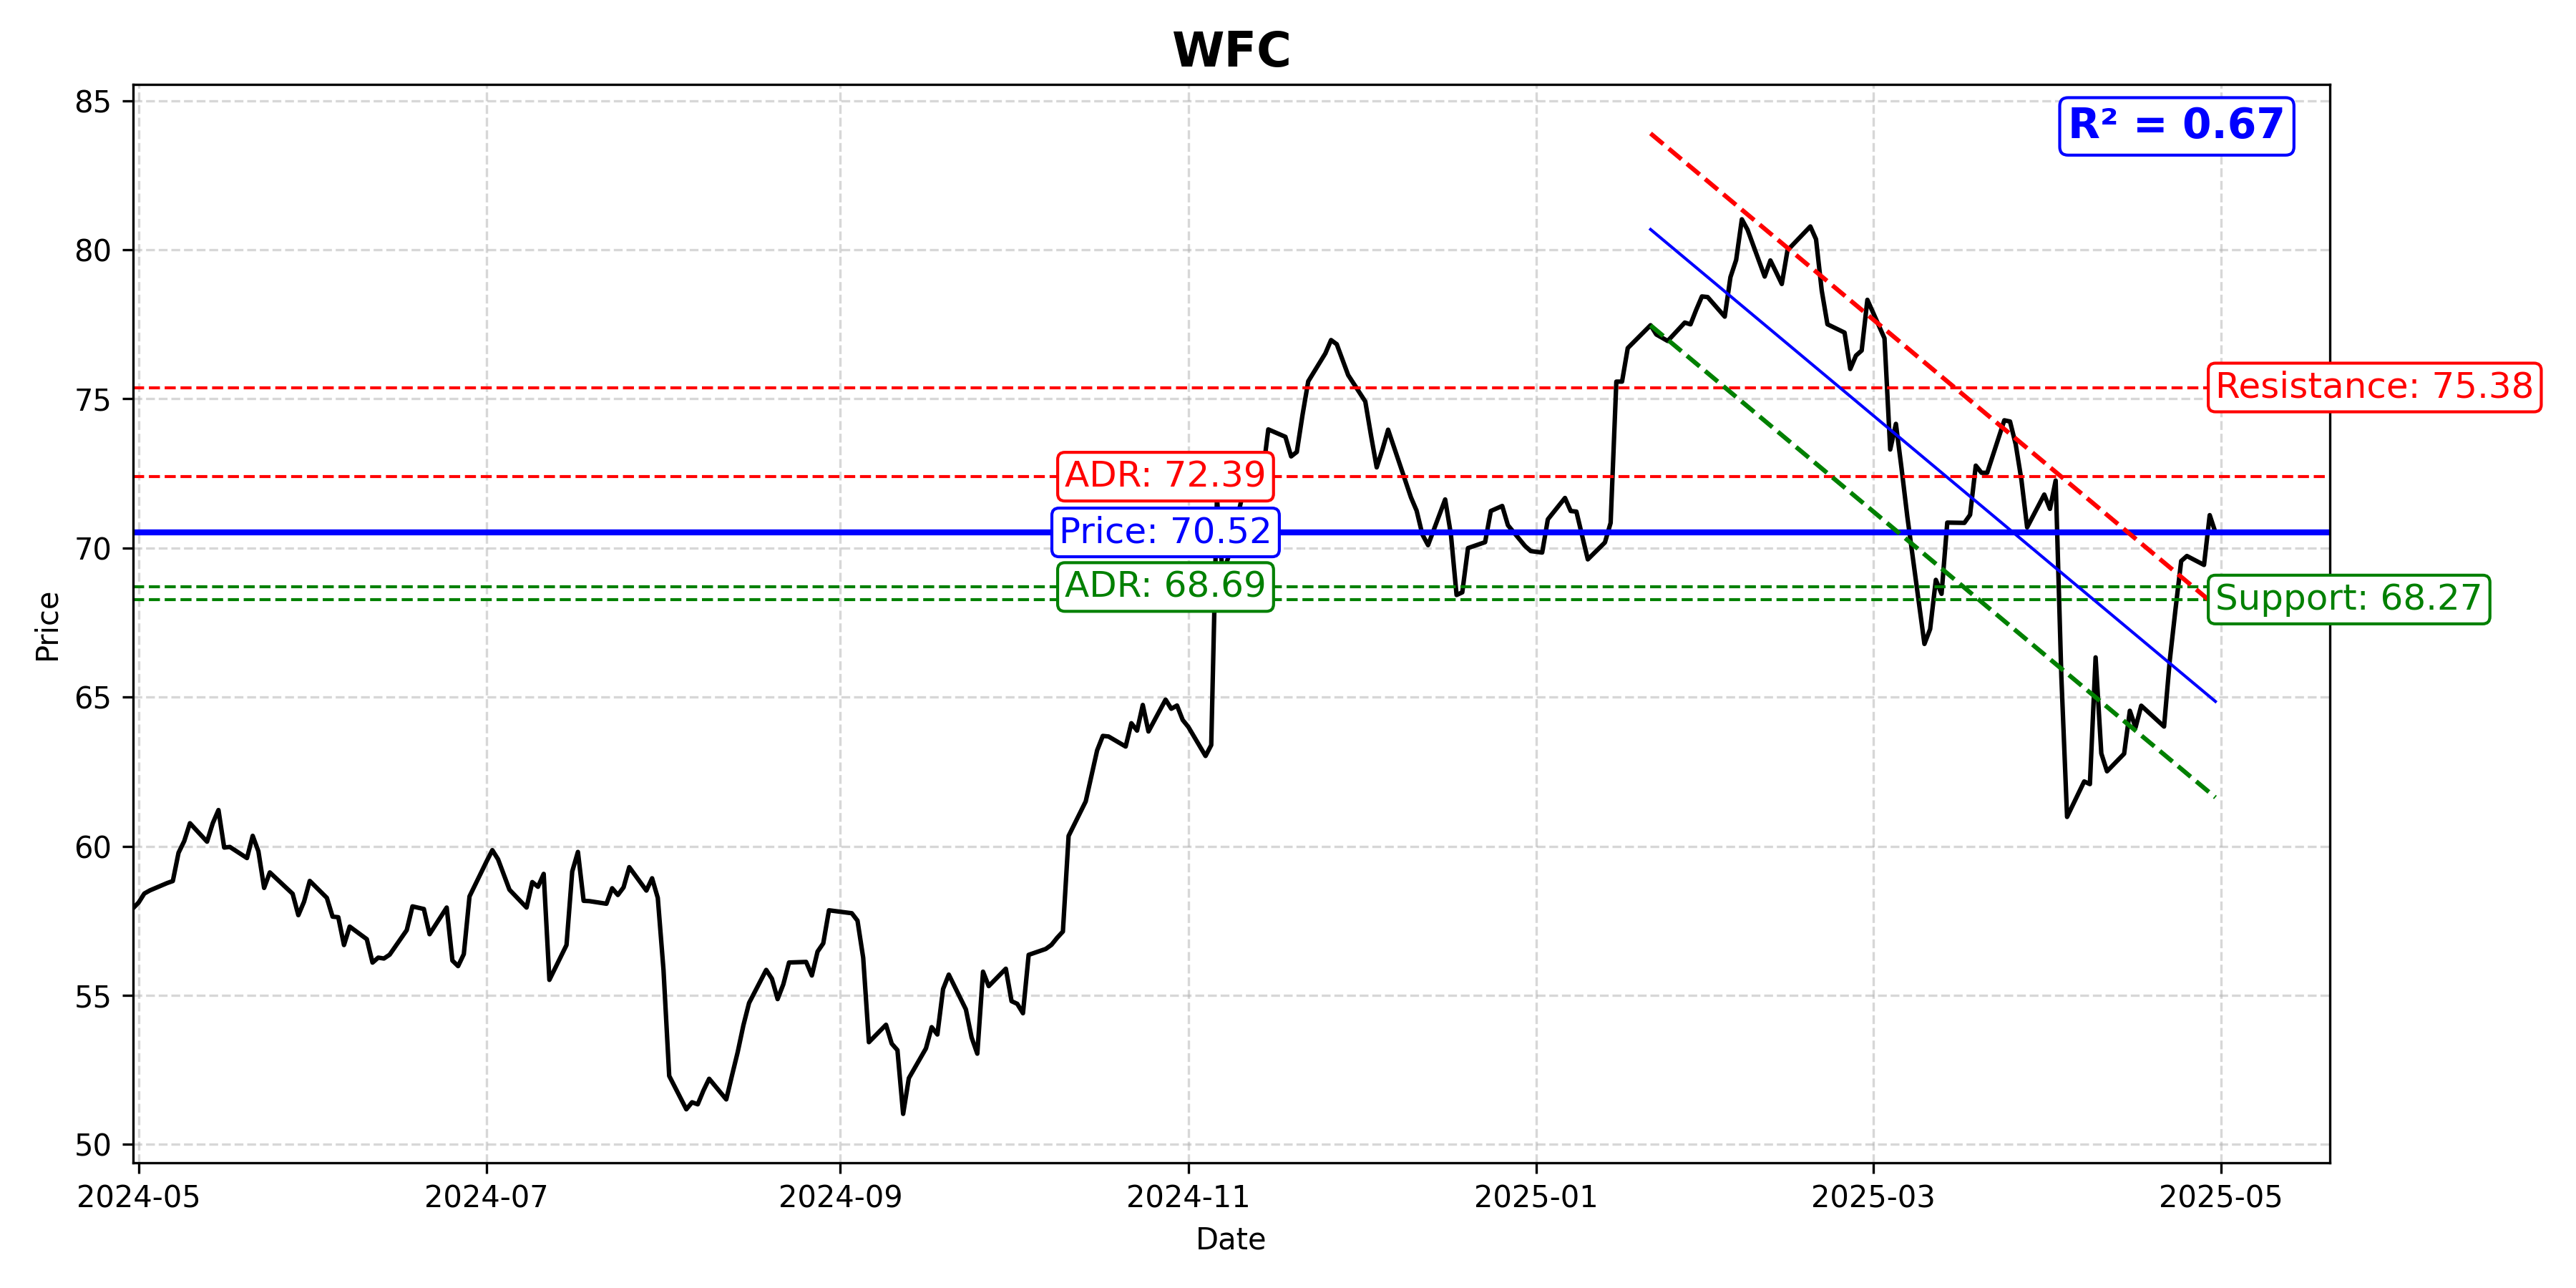 WFC
R² = 0.67
85
80
75
70
65
60
55
50
Price
Resistance: 75.38
ADR: 72.39
Price: 70.52
ADR: 68.69
Support: 68.27
2024-05
2024-07
2024-09
2024-11
2025-01
2025-03
2025-05
Date